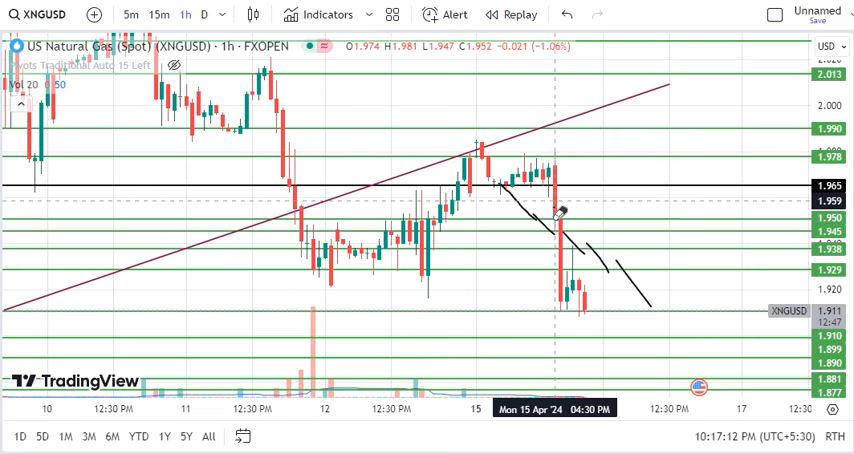 XNGUSD 5m 15m 1h D Indicators Alert Replay Unnamed
Save
US Natural Gas (Spot) (XNGUSD) · 1h · FXOPEN O1.974 H1.981 L1.947 C1.952 -0.021 (-1.06%) USD
Pivots Traditional Auto 15 Left
Vol 20 0 50
2.013
2.000
1.990
1.978
1.965
1.959
1.950
1.945
1.938
1.929
1.920
XNGUSD 1.911
12:47
1.910
1.899
1.890
1.881
1.877
TradingView
10 12:30 PM 11 12:30 PM 12 12:30 PM 15 Mon 15 Apr '24 04:30 PM 12:30 PM 17 12:30
1D 5D 1M 3M 6M YTD 1Y 5Y All 10:17:12 PM (UTC+5:30) RTH